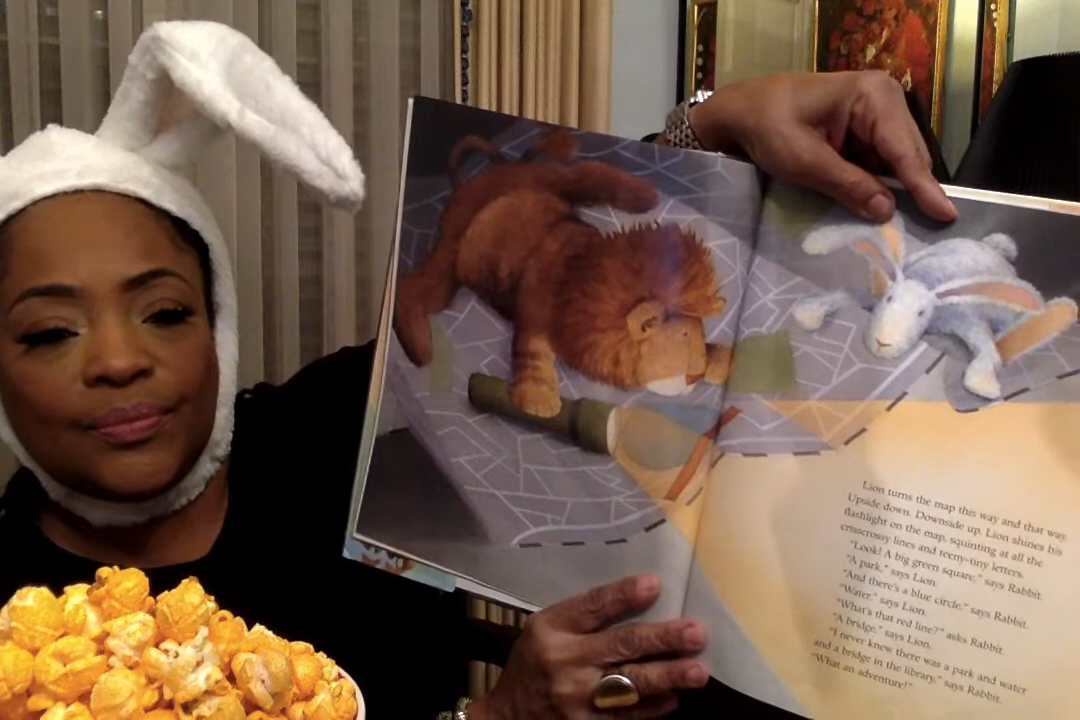 Lion turns the map this way and that way.
Upside down. Downside up. Lion shines his
flashlight on the map, squinting at all the
crisscrossy lines and teeny-tiny letters.
"Look! A big green square," says Rabbit.
"A park," says Lion.
"And there's a blue circle," says Rabbit.
"Water," says Lion.
"What's that red line?" asks Rabbit.
"A bridge," says Lion.
"I never knew there was a park and water
and a bridge in the library," says Rabbit.
"What an adventure!"